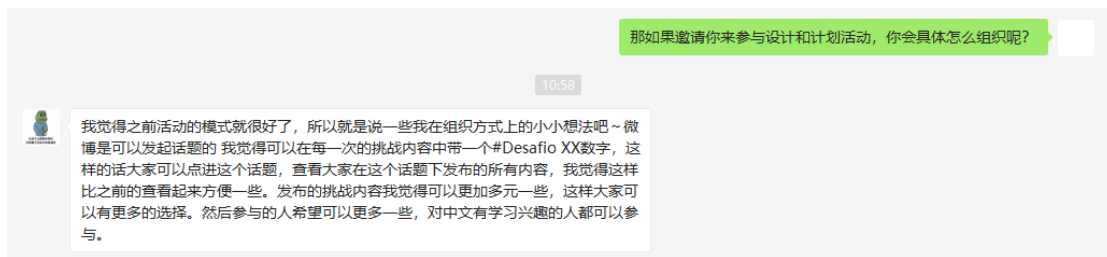 那如果邀请你来参与设计和计划活动，你会具体怎么组织呢？
10:58
我觉得之前活动的模式就很好了，所以就是说一些我在组织方式上的小小想法吧～微
博是可以发起话题的 我觉得可以在每一次的挑战内容中带一个#Desafio XX数字，这
样的话大家可以点进这个话题，查看大家在这个话题下发布的所有内容，我觉得这样
比之前的查看起来方便一些。发布的挑战内容我觉得可以更加多元一些，这样大家可
以有更多的选择。然后参与的人希望可以更多一些，对中文有学习兴趣的人都可以参
与。